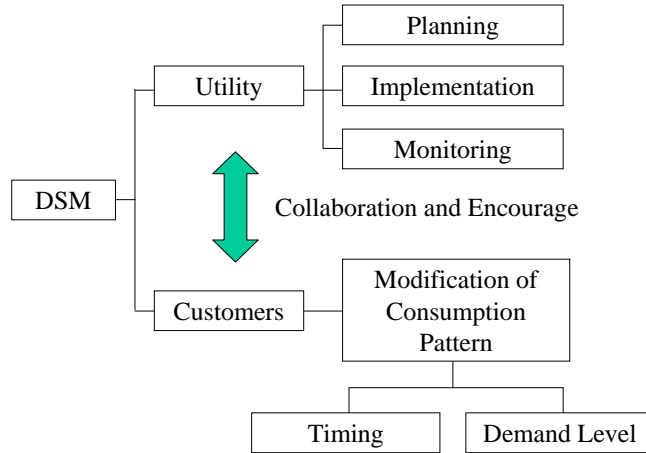 Planning
Utility
Implementation
Monitoring
DSM
Collaboration and Encourage
Customers
Modification of
Consumption
Pattern
Timing
Demand Level